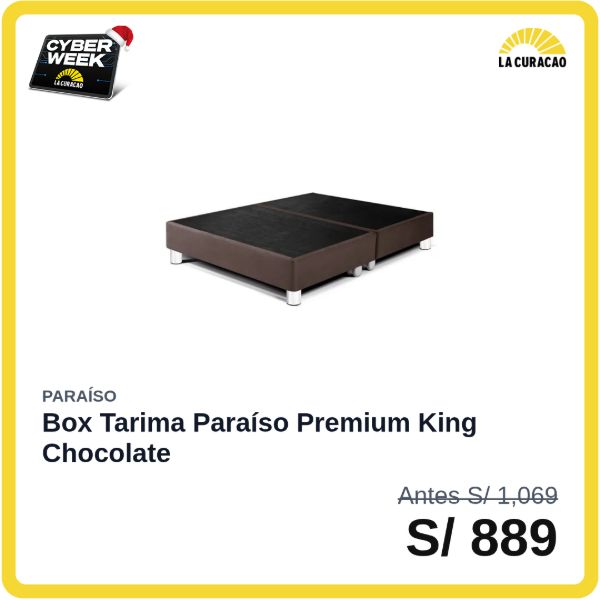 CYBER
WEEK
LA CURACAO
LA CURACAO
PARAÍSO
Box Tarima Paraíso Premium King
Chocolate
Antes S/ 1,069
S/ 889